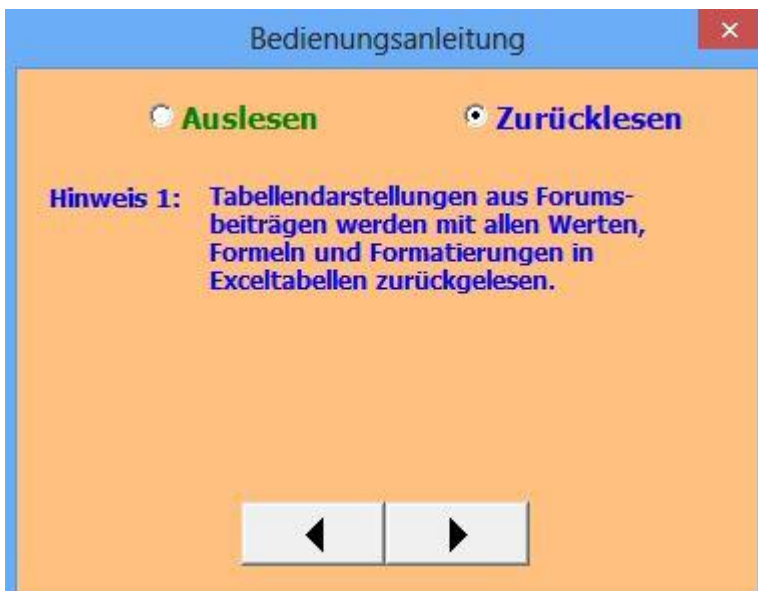 Bedienungsanleitung
Auslesen Zurücklesen
Hinweis 1: Tabellendarstellungen aus Forums-
beiträgen werden mit allen Werten,
Formeln und Formatierungen in
Exceltabellen zurückgelesen.